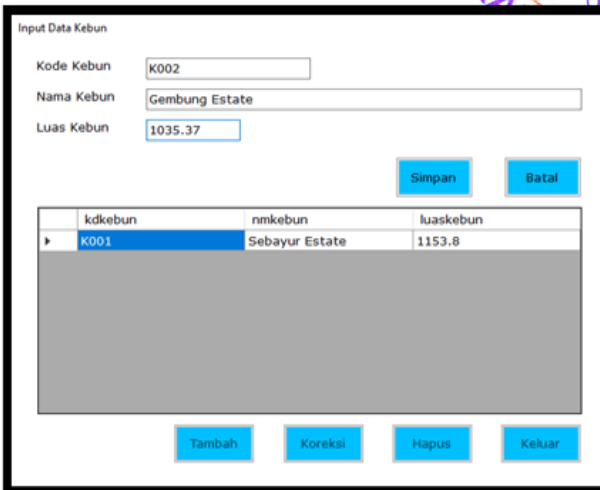 Input Data Kebun
Kode Kebun K002
Nama Kebun Gembung Estate
Luas Kebun 1035.37
Simpan Batal
kdkebun nmkebun luaskebun
K001 Sebayur Estate 1153.8
Tambah Koreksi Hapus Keluar